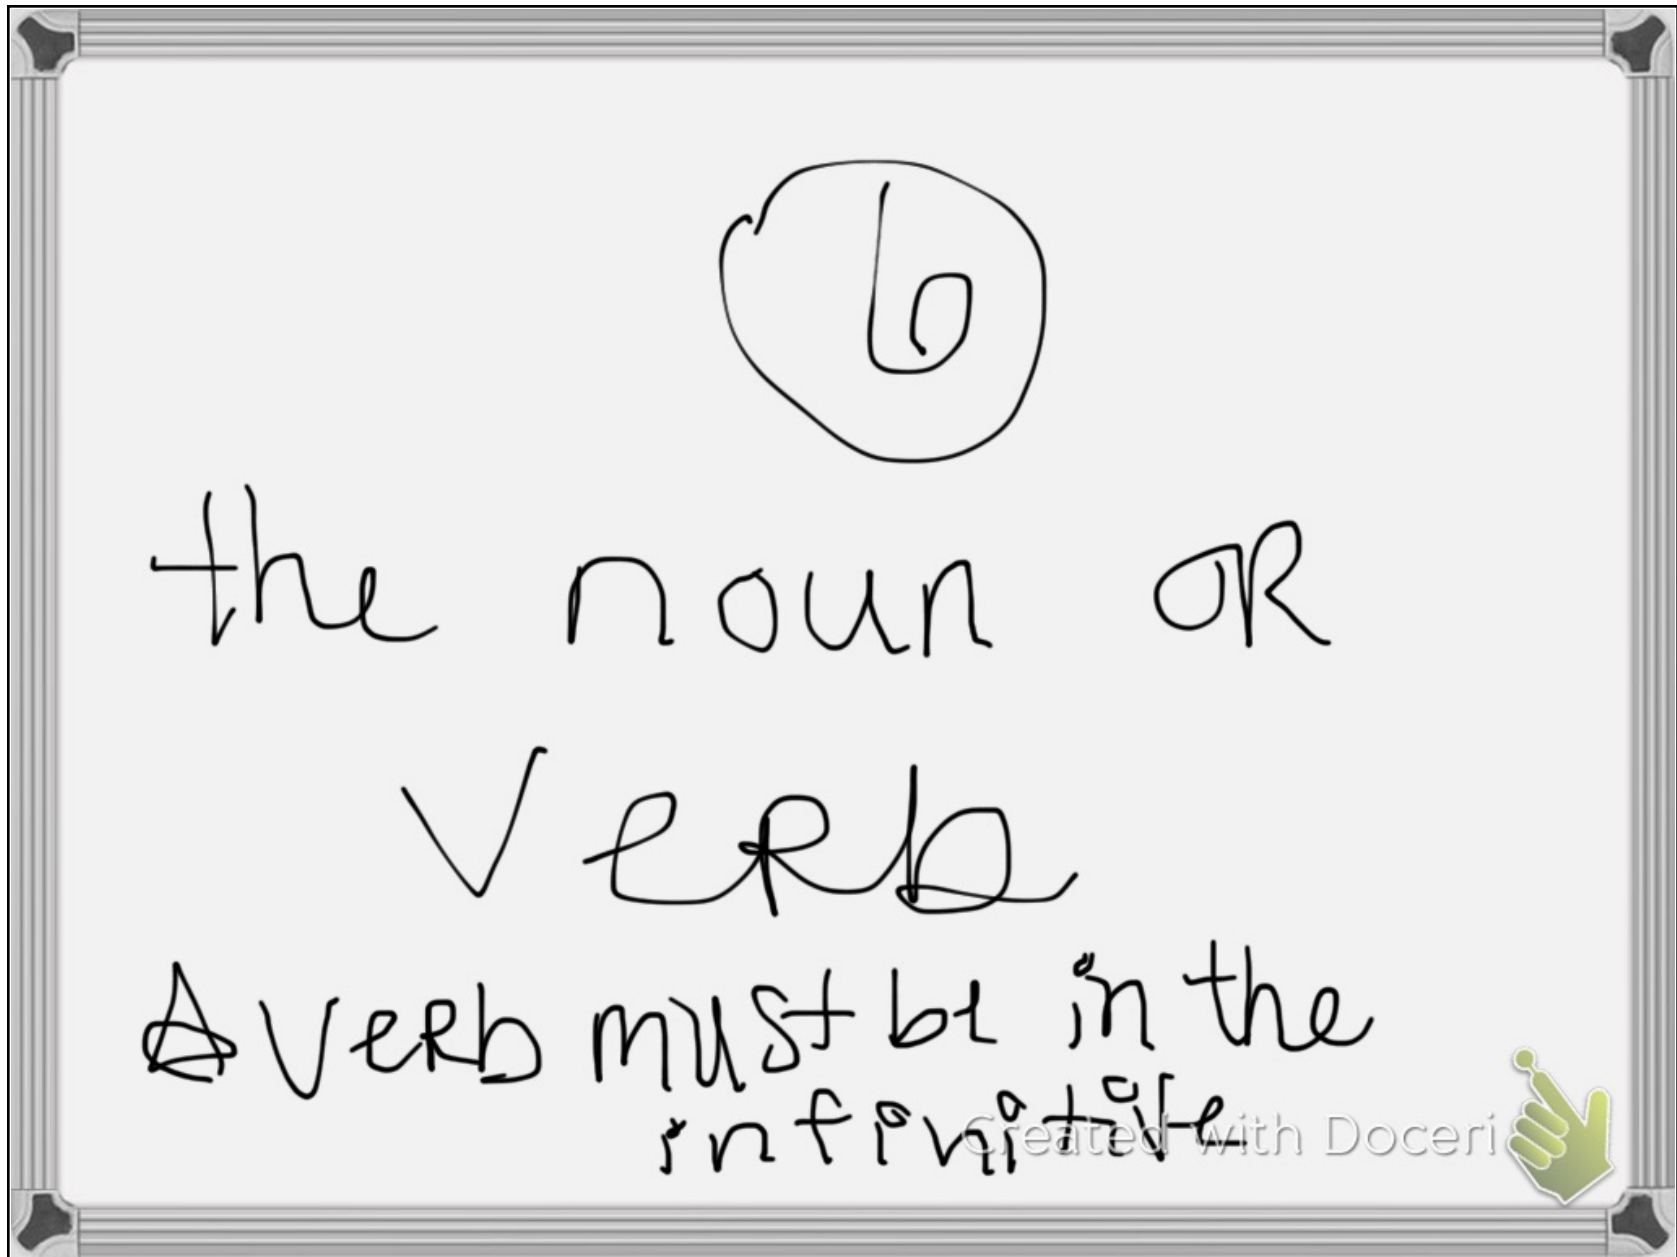 6
the noun OR
Verb
A verb must be in the
infinitive
Created with Doceri